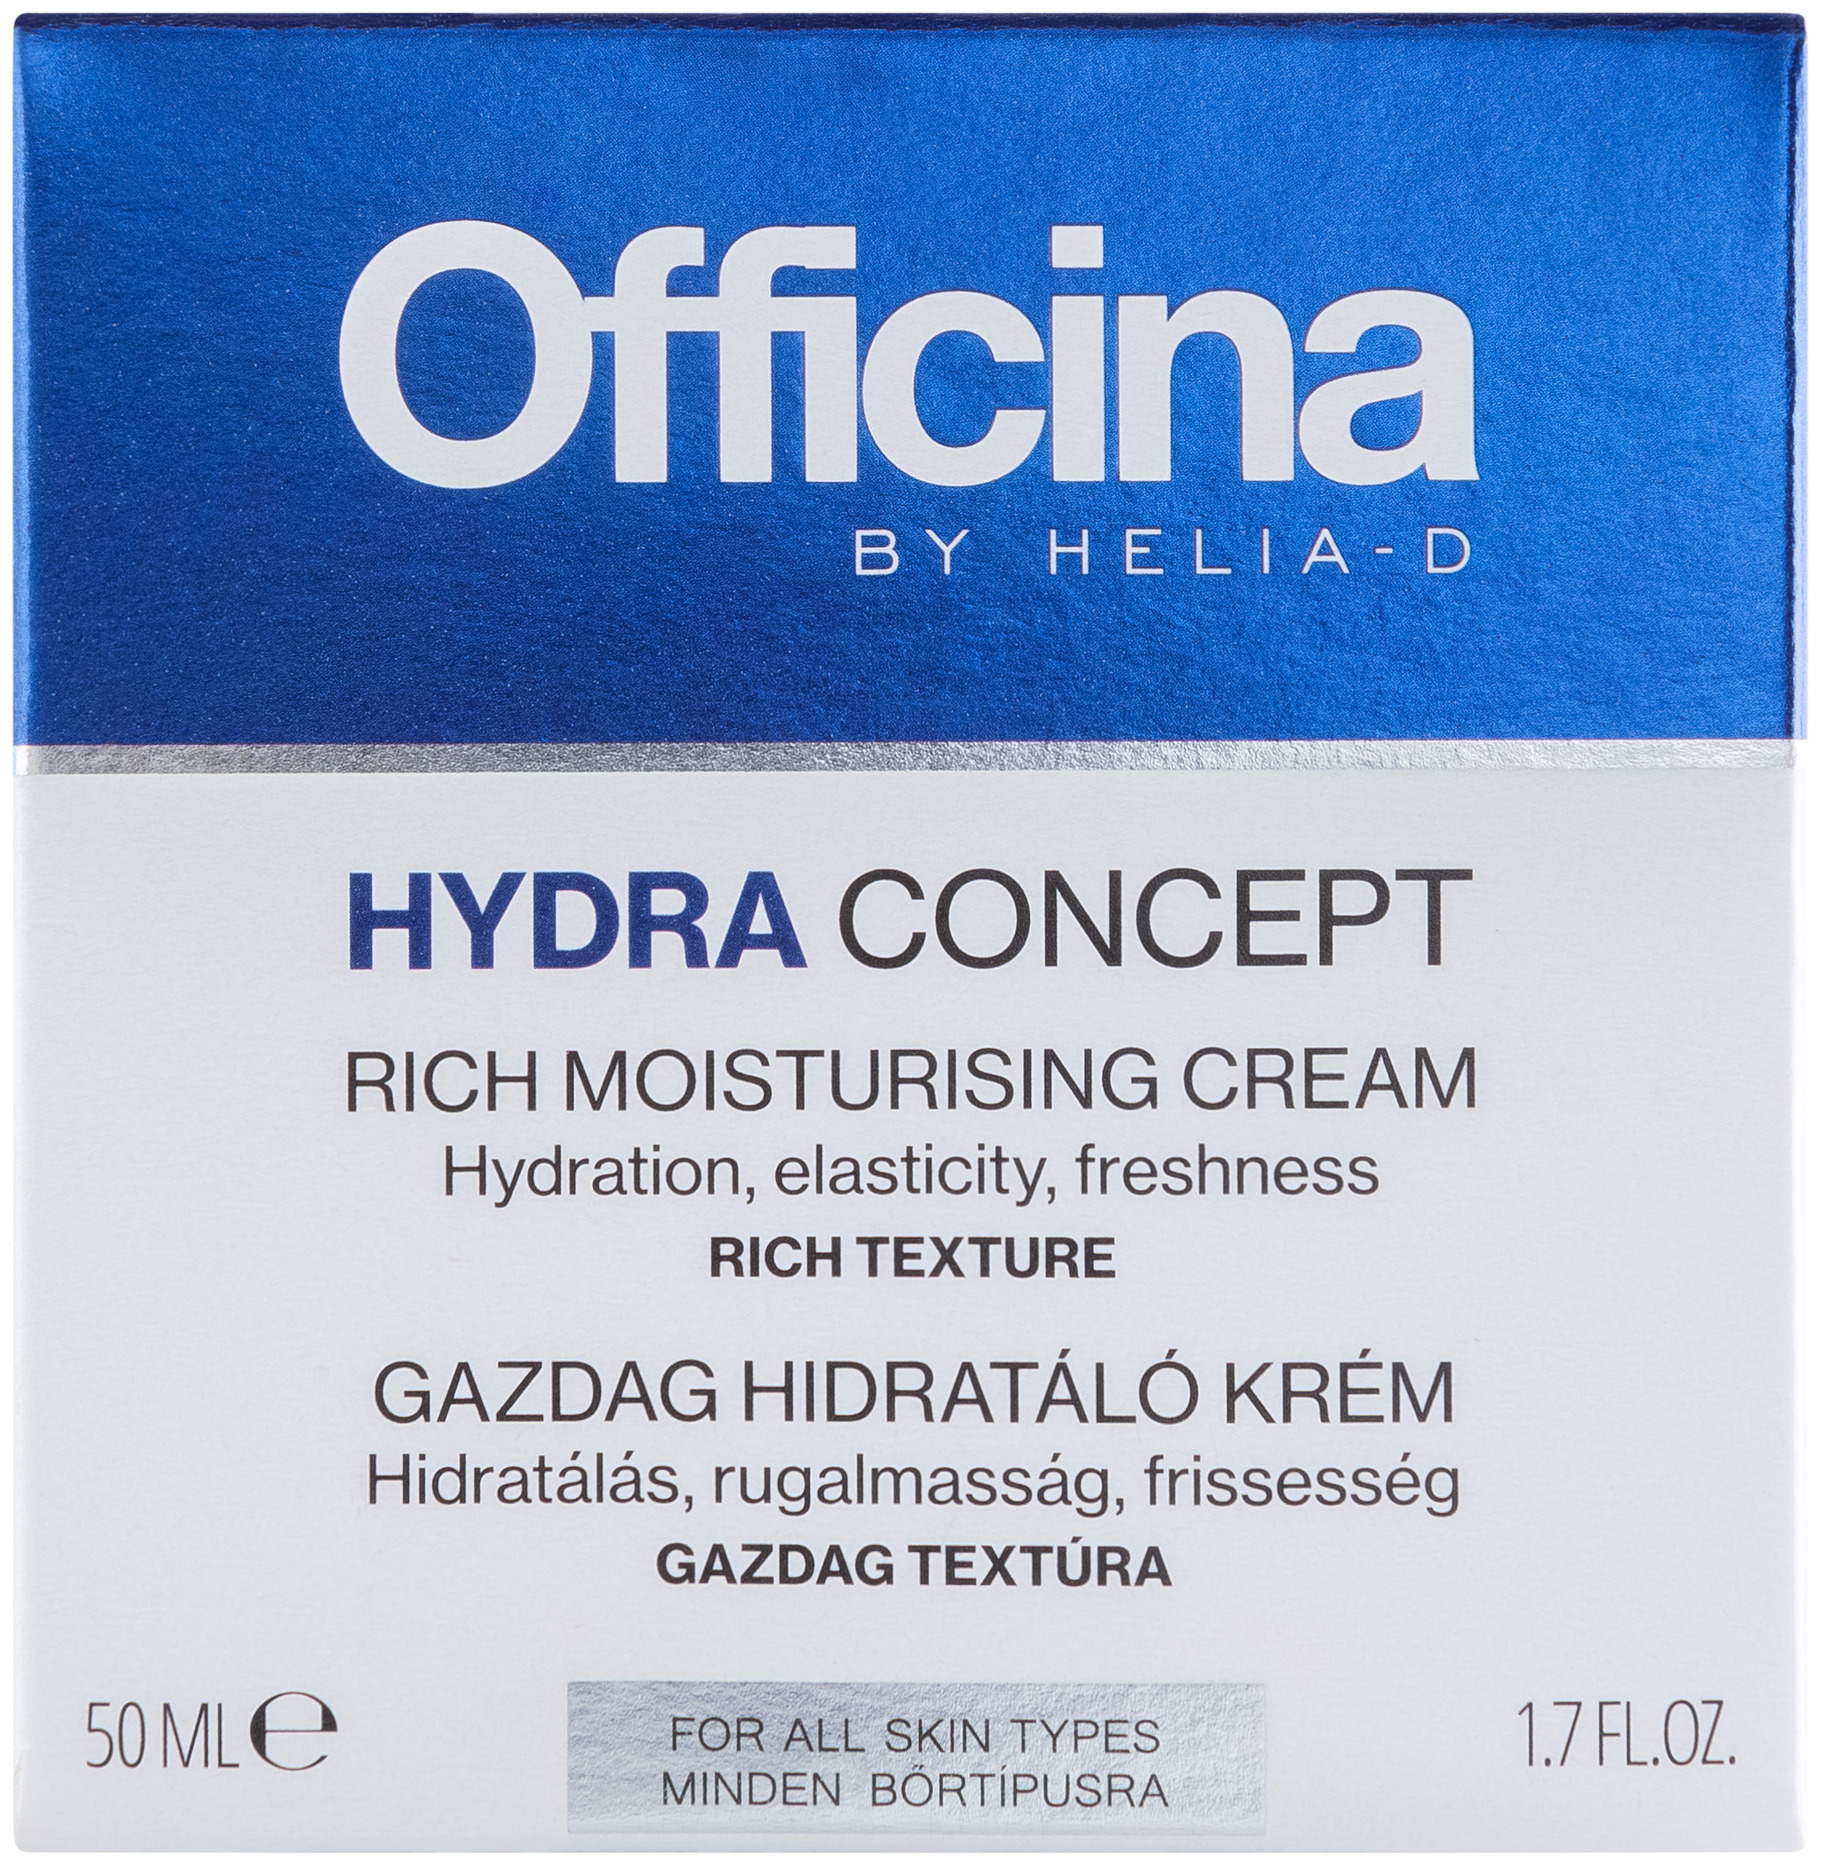 Officina
BY HELIA-D
HYDRA CONCEPT
RICH MOISTURISING CREAM
Hydration, elasticity, freshness
RICH TEXTURE
GAZDAG HIDRATÁLÓ KRÉM
Hidratálás, rugalmasság, frissesség
GAZDAG TEXTÚRA
50 ML ℮
FOR ALL SKIN TYPES
MINDEN BŐRTÍPUSRA
1.7 FL.OZ.